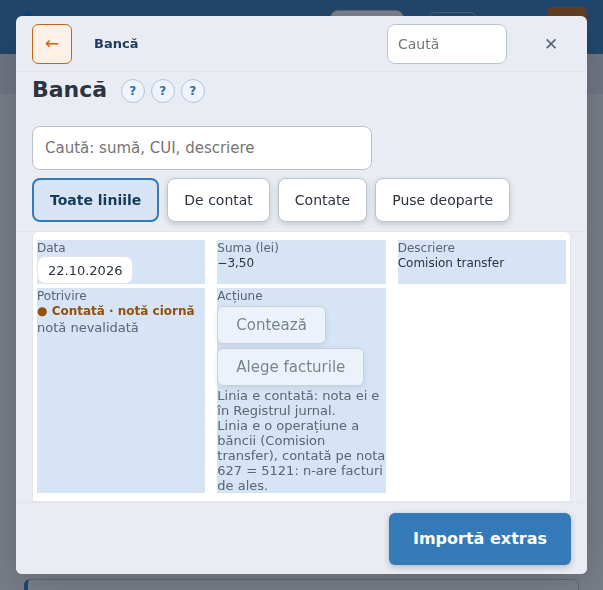 ←
Bancă
Caută
✕
Bancă
? ? ?
Caută: sumă, CUI, descriere
Toate liniile
De contat
Contate
Puse deoparte
Data
22.10.2026
Suma (lei)
−3,50
Descriere
Comision transfer
Potrivire
● Contată · notă ciornă
notă nevalidată
Acțiune
Contează
Alege facturile
Linia e contată: nota ei e
în Registrul jurnal.
Linia e o operațiune a
băncii (Comision
transfer), contată pe nota
627 = 5121: n-are facturi
de ales.
Importă extras